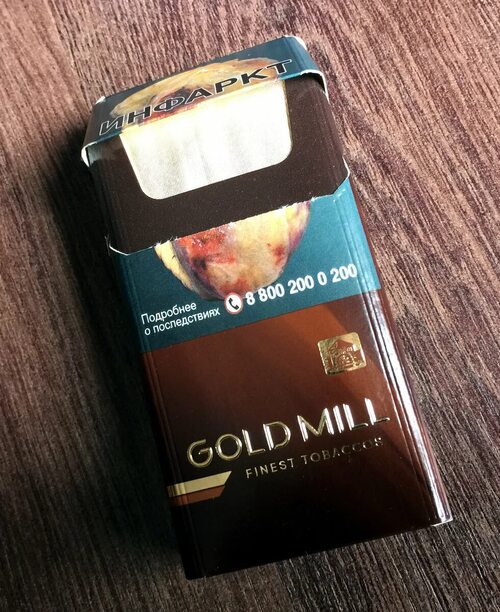 ИНФАРКТ
Подробнее
о последствиях
8 800 200 0 200
GOLD MILL
FINEST TOBACCOS